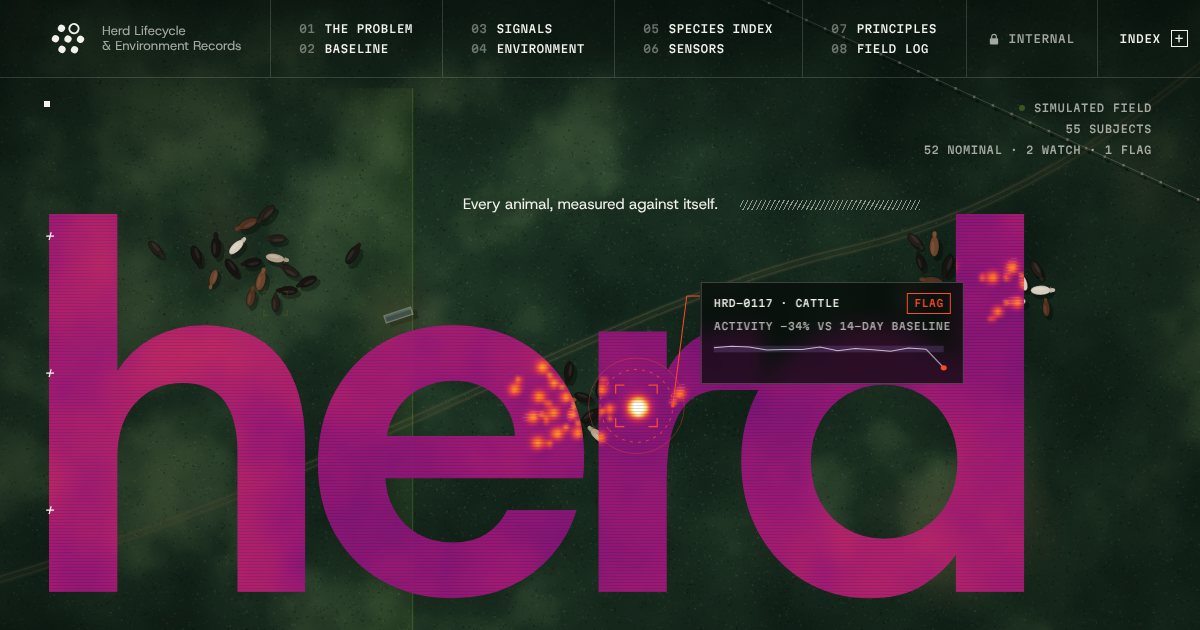 Herd Lifecycle
& Environment Records
01 THE PROBLEM
02 BASELINE
03 SIGNALS
04 ENVIRONMENT
05 SPECIES INDEX
06 SENSORS
07 PRINCIPLES
08 FIELD LOG
INTERNAL
INDEX
SIMULATED FIELD
55 SUBJECTS
52 NOMINAL · 2 WATCH · 1 FLAG
Every animal, measured against itself.
herd
HRD–0117 · CATTLE
FLAG
ACTIVITY −34% VS 14–DAY BASELINE